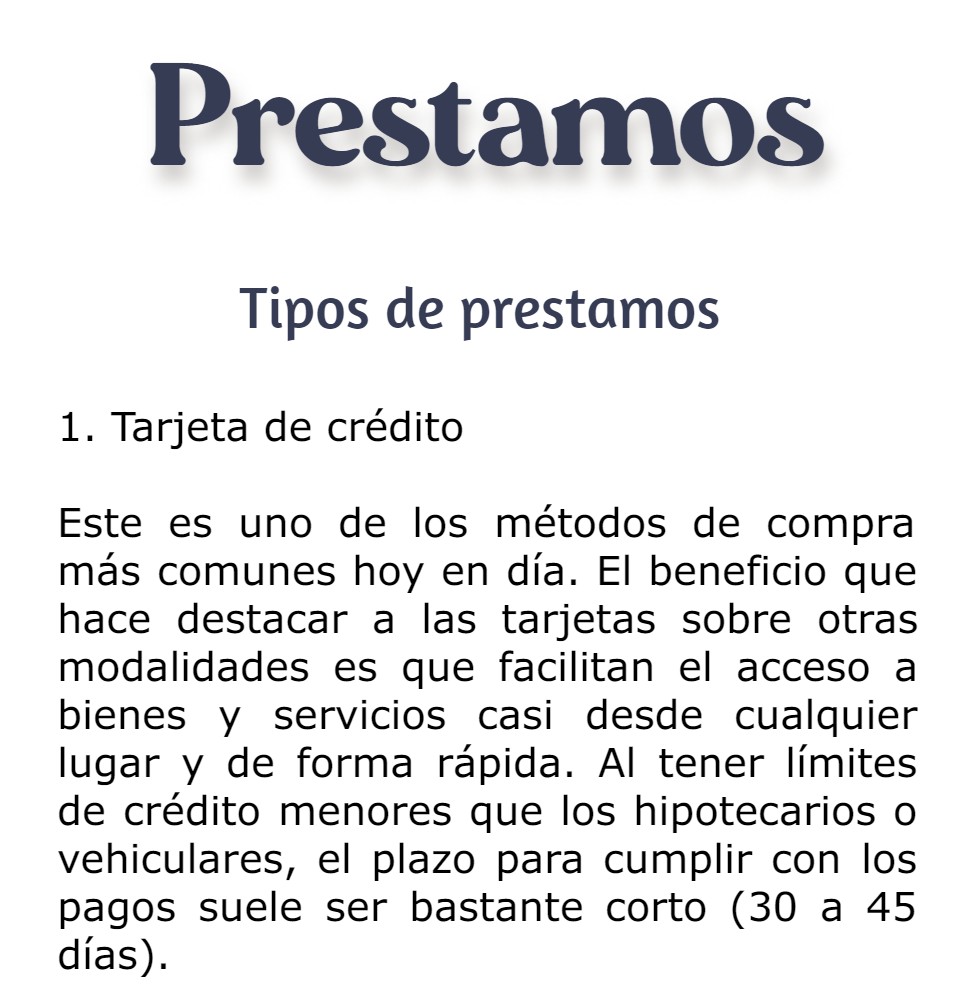 Prestamos
Tipos de prestamos
1. Tarjeta de crédito
Este es uno de los métodos de compra
más comunes hoy en día. El beneficio que
hace destacar a las tarjetas sobre otras
modalidades es que facilitan el acceso a
bienes y servicios casi desde cualquier
lugar y de forma rápida. Al tener límites
de crédito menores que los hipotecarios o
vehiculares, el plazo para cumplir con los
pagos suele ser bastante corto (30 a 45
días).